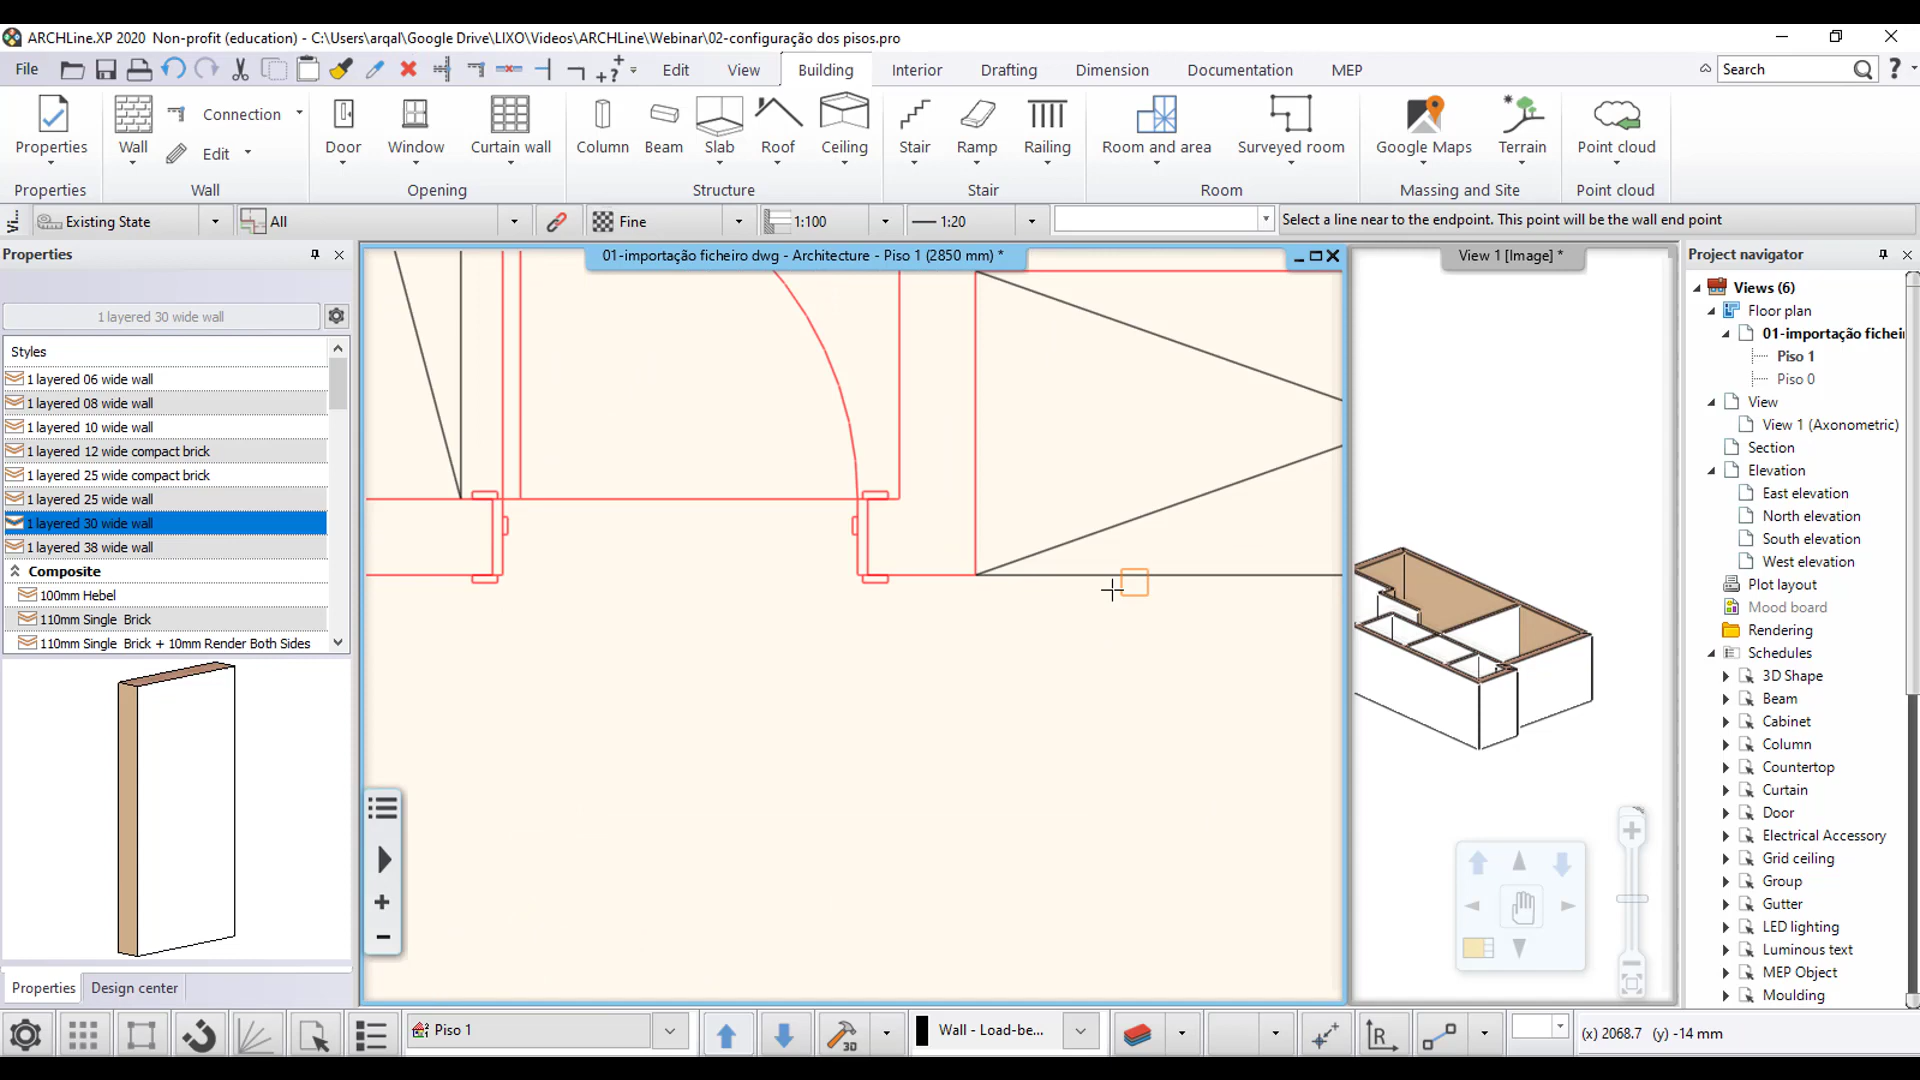 ARCHLine.XP 2020 Non-profit (education) - C:\Users\arqal\Google Drive\LIXO\Videos\ARCHLine\Webinar\02-configuração dos pisos.pro
File
Edit
View
Building
Interior
Drafting
Dimension
Documentation
MEP
Search
Properties
Wall
Connection
Edit
Door
Window
Curtain wall
Column
Beam
Slab
Roof
Ceiling
Stair
Ramp
Railing
Room and area
Surveyed room
Google Maps
Terrain
Point cloud
Properties
Wall
Opening
Structure
Stair
Room
Massing and Site
Point cloud
Vi...
Existing State
All
Fine
1:100
1:20
Select a line near to the endpoint. This point will be the wall end point
Properties
1 layered 30 wide wall
Styles
1 layered 06 wide wall
1 layered 08 wide wall
1 layered 10 wide wall
1 layered 12 wide compact brick
1 layered 25 wide compact brick
1 layered 25 wide wall
1 layered 30 wide wall
1 layered 38 wide wall
Composite
100mm Hebel
110mm Single Brick
110mm Single Brick + 10mm Render Both Sides
Properties
Design center
01-importação ficheiro dwg - Architecture - Piso 1 (2850 mm) *
View 1 [Image] *
Project navigator
Views (6)
Floor plan
01-importação ficheir
Piso 1
Piso 0
View
View 1 (Axonometric)
Section
Elevation
East elevation
North elevation
South elevation
West elevation
Plot layout
Mood board
Rendering
Schedules
3D Shape
Beam
Cabinet
Column
Countertop
Curtain
Door
Electrical Accessory
Grid ceiling
Group
Gutter
LED lighting
Luminous text
MEP Object
Moulding
Piso 1
3D
Wall - Load-be...
R
(x) 2068.7 (y) -14 mm